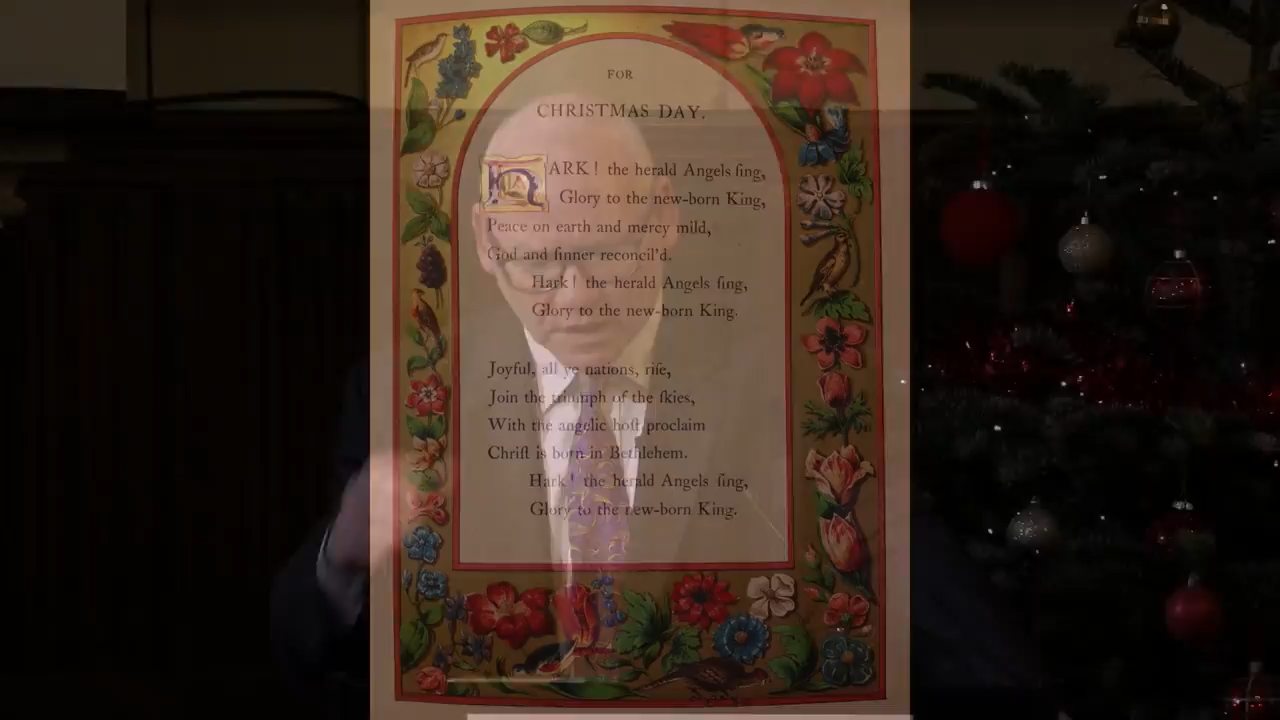 FOR
CHRISTMAS DAY.
HARK! the herald Angels ſing,
Glory to the new-born King,
Peace on earth and mercy mild,
God and ſinner reconcil'd.
Hark! the herald Angels ſing,
Glory to the new-born King.
Joyful, all ye nations, riſe,
Join the triumph of the ſkies,
With the angelic hoſt proclaim
Chriſt is born in Bethlehem.
Hark! the herald Angels ſing,
Glory to the new-born King.